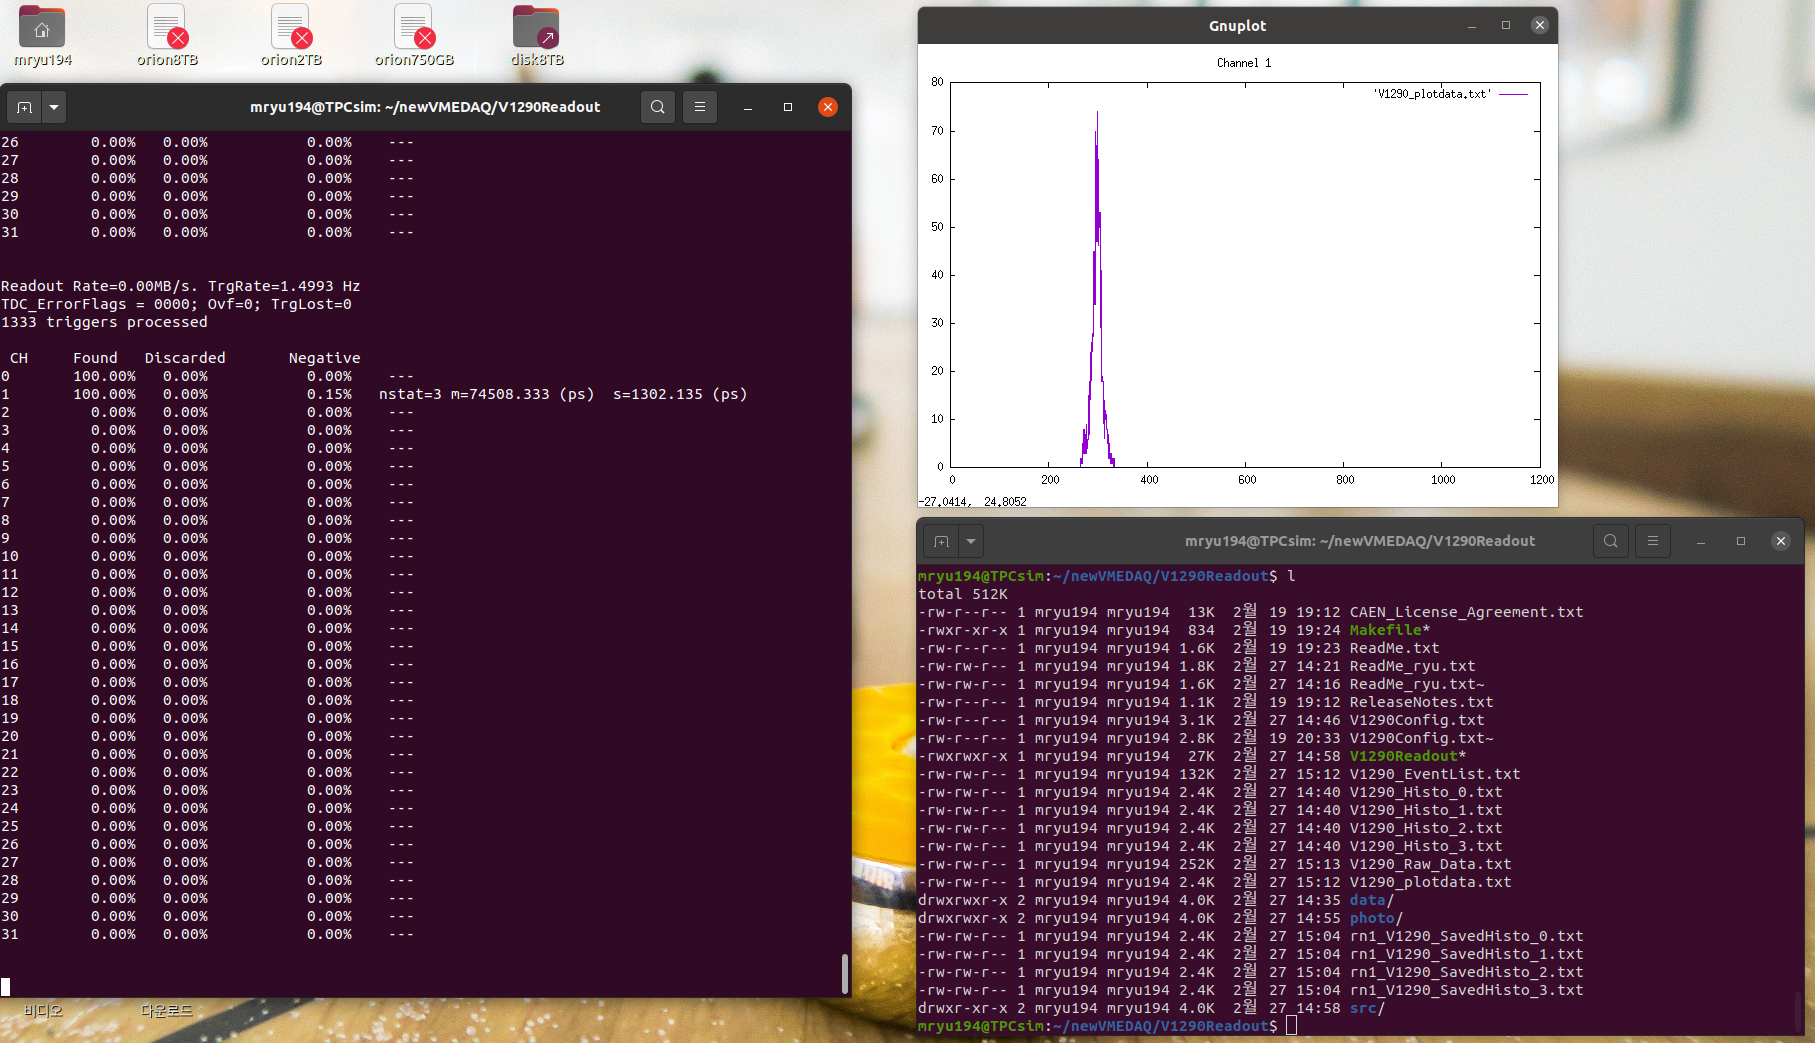 mryu194
orion8TB
orion2TB
orion750GB
disk8TB
mryu194@TPCsim: ~/newVMEDAQ/V1290Readout
26 0.00% 0.00% 0.00% ---
27 0.00% 0.00% 0.00% ---
28 0.00% 0.00% 0.00% ---
29 0.00% 0.00% 0.00% ---
30 0.00% 0.00% 0.00% ---
31 0.00% 0.00% 0.00% ---
Readout Rate=0.00MB/s. TrgRate=1.4993 Hz
TDC_ErrorFlags = 0000; Ovf=0; TrgLost=0
1333 triggers processed
CH Found Discarded Negative
0 100.00% 0.00% 0.00% ---
1 100.00% 0.00% 0.15% nstat=3 m=74508.333 (ps) s=1302.135 (ps)
2 0.00% 0.00% 0.00% ---
3 0.00% 0.00% 0.00% ---
4 0.00% 0.00% 0.00% ---
5 0.00% 0.00% 0.00% ---
6 0.00% 0.00% 0.00% ---
7 0.00% 0.00% 0.00% ---
8 0.00% 0.00% 0.00% ---
9 0.00% 0.00% 0.00% ---
10 0.00% 0.00% 0.00% ---
11 0.00% 0.00% 0.00% ---
12 0.00% 0.00% 0.00% ---
13 0.00% 0.00% 0.00% ---
14 0.00% 0.00% 0.00% ---
15 0.00% 0.00% 0.00% ---
16 0.00% 0.00% 0.00% ---
17 0.00% 0.00% 0.00% ---
18 0.00% 0.00% 0.00% ---
19 0.00% 0.00% 0.00% ---
20 0.00% 0.00% 0.00% ---
21 0.00% 0.00% 0.00% ---
22 0.00% 0.00% 0.00% ---
23 0.00% 0.00% 0.00% ---
24 0.00% 0.00% 0.00% ---
25 0.00% 0.00% 0.00% ---
26 0.00% 0.00% 0.00% ---
27 0.00% 0.00% 0.00% ---
28 0.00% 0.00% 0.00% ---
29 0.00% 0.00% 0.00% ---
30 0.00% 0.00% 0.00% ---
31 0.00% 0.00% 0.00% ---
비디오
다운로드
Gnuplot
Channel 1
'V1290_plotdata.txt'
80
70
60
50
40
30
20
10
0
0 200 400 600 800 1000 1200
-27.0414, 24.8052
mryu194@TPCsim: ~/newVMEDAQ/V1290Readout
mryu194@TPCsim:~/newVMEDAQ/V1290Readout$ l
total 512K
-rw-r--r-- 1 mryu194 mryu194 13K 2월 19 19:12 CAEN_License_Agreement.txt
-rwxr-xr-x 1 mryu194 mryu194 834 2월 19 19:24 Makefile*
-rw-r--r-- 1 mryu194 mryu194 1.6K 2월 19 19:23 ReadMe.txt
-rw-rw-r-- 1 mryu194 mryu194 1.8K 2월 27 14:21 ReadMe_ryu.txt
-rw-rw-r-- 1 mryu194 mryu194 1.6K 2월 27 14:16 ReadMe_ryu.txt~
-rw-r--r-- 1 mryu194 mryu194 1.1K 2월 19 19:12 ReleaseNotes.txt
-rw-r--r-- 1 mryu194 mryu194 3.1K 2월 27 14:46 V1290Config.txt
-rw-r--r-- 1 mryu194 mryu194 2.8K 2월 19 20:33 V1290Config.txt~
-rwxrwxr-x 1 mryu194 mryu194 27K 2월 27 14:58 V1290Readout*
-rw-rw-r-- 1 mryu194 mryu194 132K 2월 27 15:12 V1290_EventList.txt
-rw-rw-r-- 1 mryu194 mryu194 2.4K 2월 27 14:40 V1290_Histo_0.txt
-rw-rw-r-- 1 mryu194 mryu194 2.4K 2월 27 14:40 V1290_Histo_1.txt
-rw-rw-r-- 1 mryu194 mryu194 2.4K 2월 27 14:40 V1290_Histo_2.txt
-rw-rw-r-- 1 mryu194 mryu194 2.4K 2월 27 14:40 V1290_Histo_3.txt
-rw-rw-r-- 1 mryu194 mryu194 252K 2월 27 15:13 V1290_Raw_Data.txt
-rw-rw-r-- 1 mryu194 mryu194 2.4K 2월 27 15:12 V1290_plotdata.txt
drwxrwxr-x 2 mryu194 mryu194 4.0K 2월 27 14:35 data/
drwxrwxr-x 2 mryu194 mryu194 4.0K 2월 27 14:55 photo/
-rw-rw-r-- 1 mryu194 mryu194 2.4K 2월 27 15:04 rn1_V1290_SavedHisto_0.txt
-rw-rw-r-- 1 mryu194 mryu194 2.4K 2월 27 15:04 rn1_V1290_SavedHisto_1.txt
-rw-rw-r-- 1 mryu194 mryu194 2.4K 2월 27 15:04 rn1_V1290_SavedHisto_2.txt
-rw-rw-r-- 1 mryu194 mryu194 2.4K 2월 27 15:04 rn1_V1290_SavedHisto_3.txt
drwxr-xr-x 2 mryu194 mryu194 4.0K 2월 27 14:58 src/
mryu194@TPCsim:~/newVMEDAQ/V1290Readout$